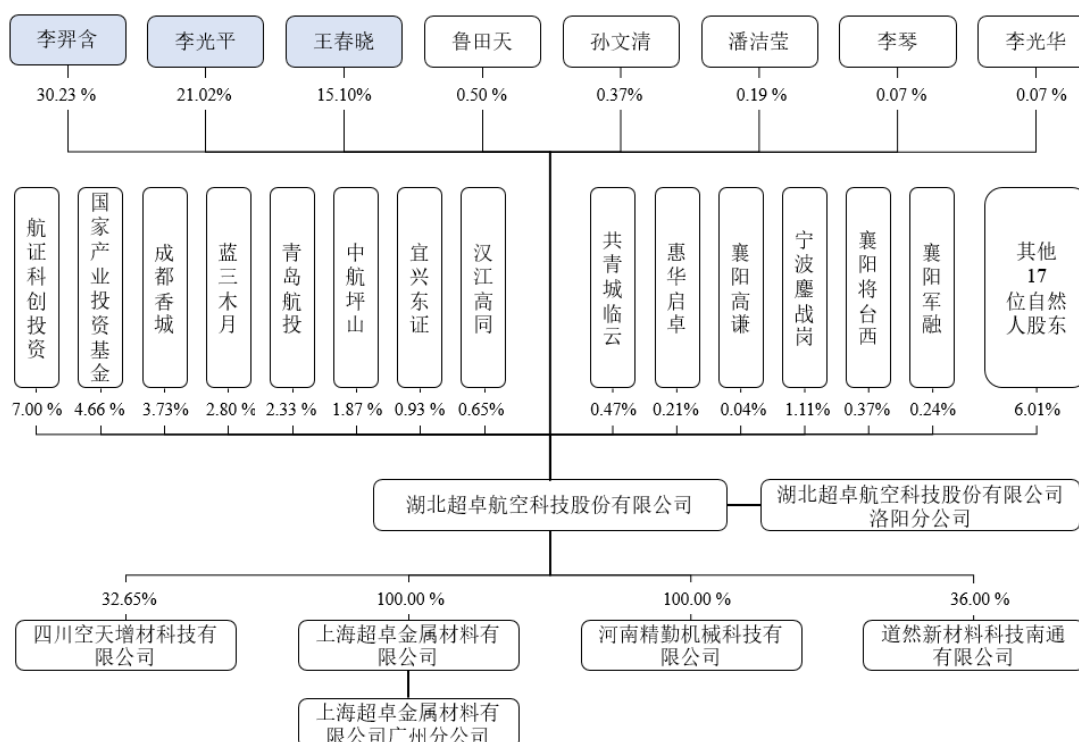 李羿含
李光平
王春晓
鲁田天
孙文清
潘洁莹
李琴
李光华
30.23 %
21.02%
15.10%
0.50 %
0.37%
0.19 %
0.07 %
0.07 %
航证科创投资
国家产业投资基金
成都香城
蓝三木月
青岛航投
中航坪山
宜兴东证
汉江高同
共青城临云
惠华启卓
襄阳高谦
宁波鏖战岗
襄阳将台西
襄阳军融
其他
17
位自然
人股东
7.00 %
4.66 %
3.73%
2.80 %
2.33 %
1.87 %
0.93 %
0.65%
0.47%
0.21 %
0.04%
1.11%
0.37%
0.24%
6.01%
湖北超卓航空科技股份有限公司
湖北超卓航空科技股份有限公司
洛阳分公司
32.65%
100.00 %
100.00 %
36.00 %
四川空天增材科技有
限公司
上海超卓金属材料有
限公司
河南精勤机械科技有
限公司
道然新材料科技南通
有限公司
上海超卓金属材料有
限公司广州分公司